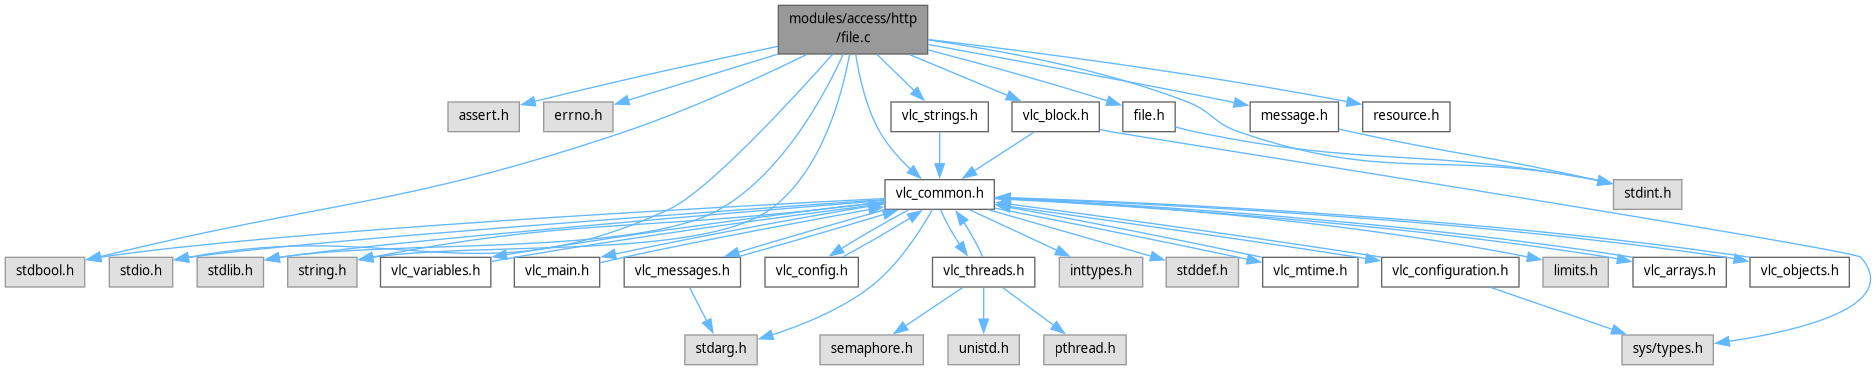 modules/access/http
/file.c
assert.h
errno.h
vlc_strings.h
vlc_block.h
file.h
message.h
resource.h
vlc_common.h
stdint.h
stdbool.h
stdio.h
stdlib.h
string.h
vlc_variables.h
vlc_main.h
vlc_messages.h
vlc_config.h
vlc_threads.h
inttypes.h
stddef.h
vlc_mtime.h
vlc_configuration.h
limits.h
vlc_arrays.h
vlc_objects.h
stdarg.h
semaphore.h
unistd.h
pthread.h
sys/types.h